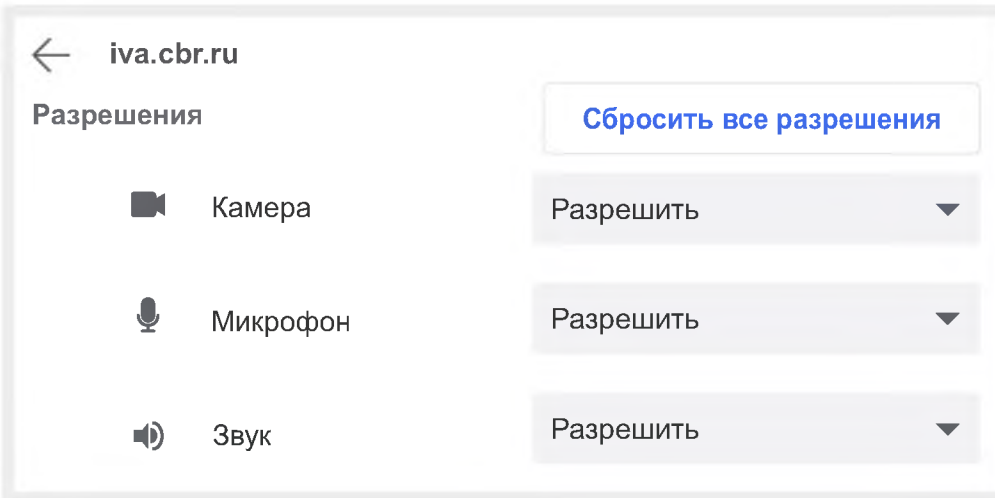 iva.cbr.ru
Разрешения
Сбросить все разрешения
Камера Разрешить
Микрофон Разрешить
Звук Разрешить